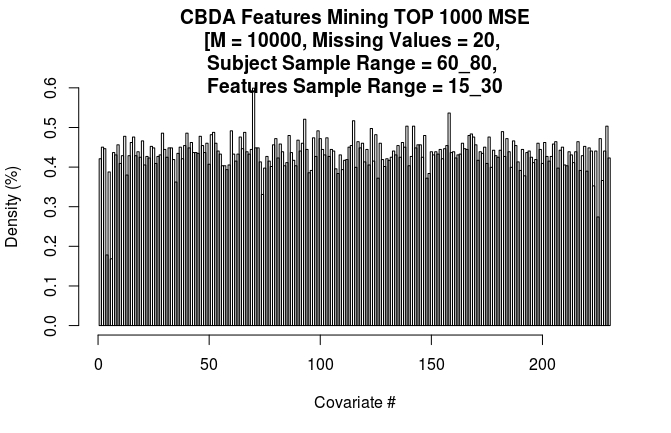 CBDA Features Mining TOP 1000 MSE
[M = 10000, Missing Values = 20,
Subject Sample Range = 60_80,
Features Sample Range = 15_30
Density (%)
0.6
0.5
0.4
0.3
0.2
0.1
0.0
0 50 100 150 200
Covariate #